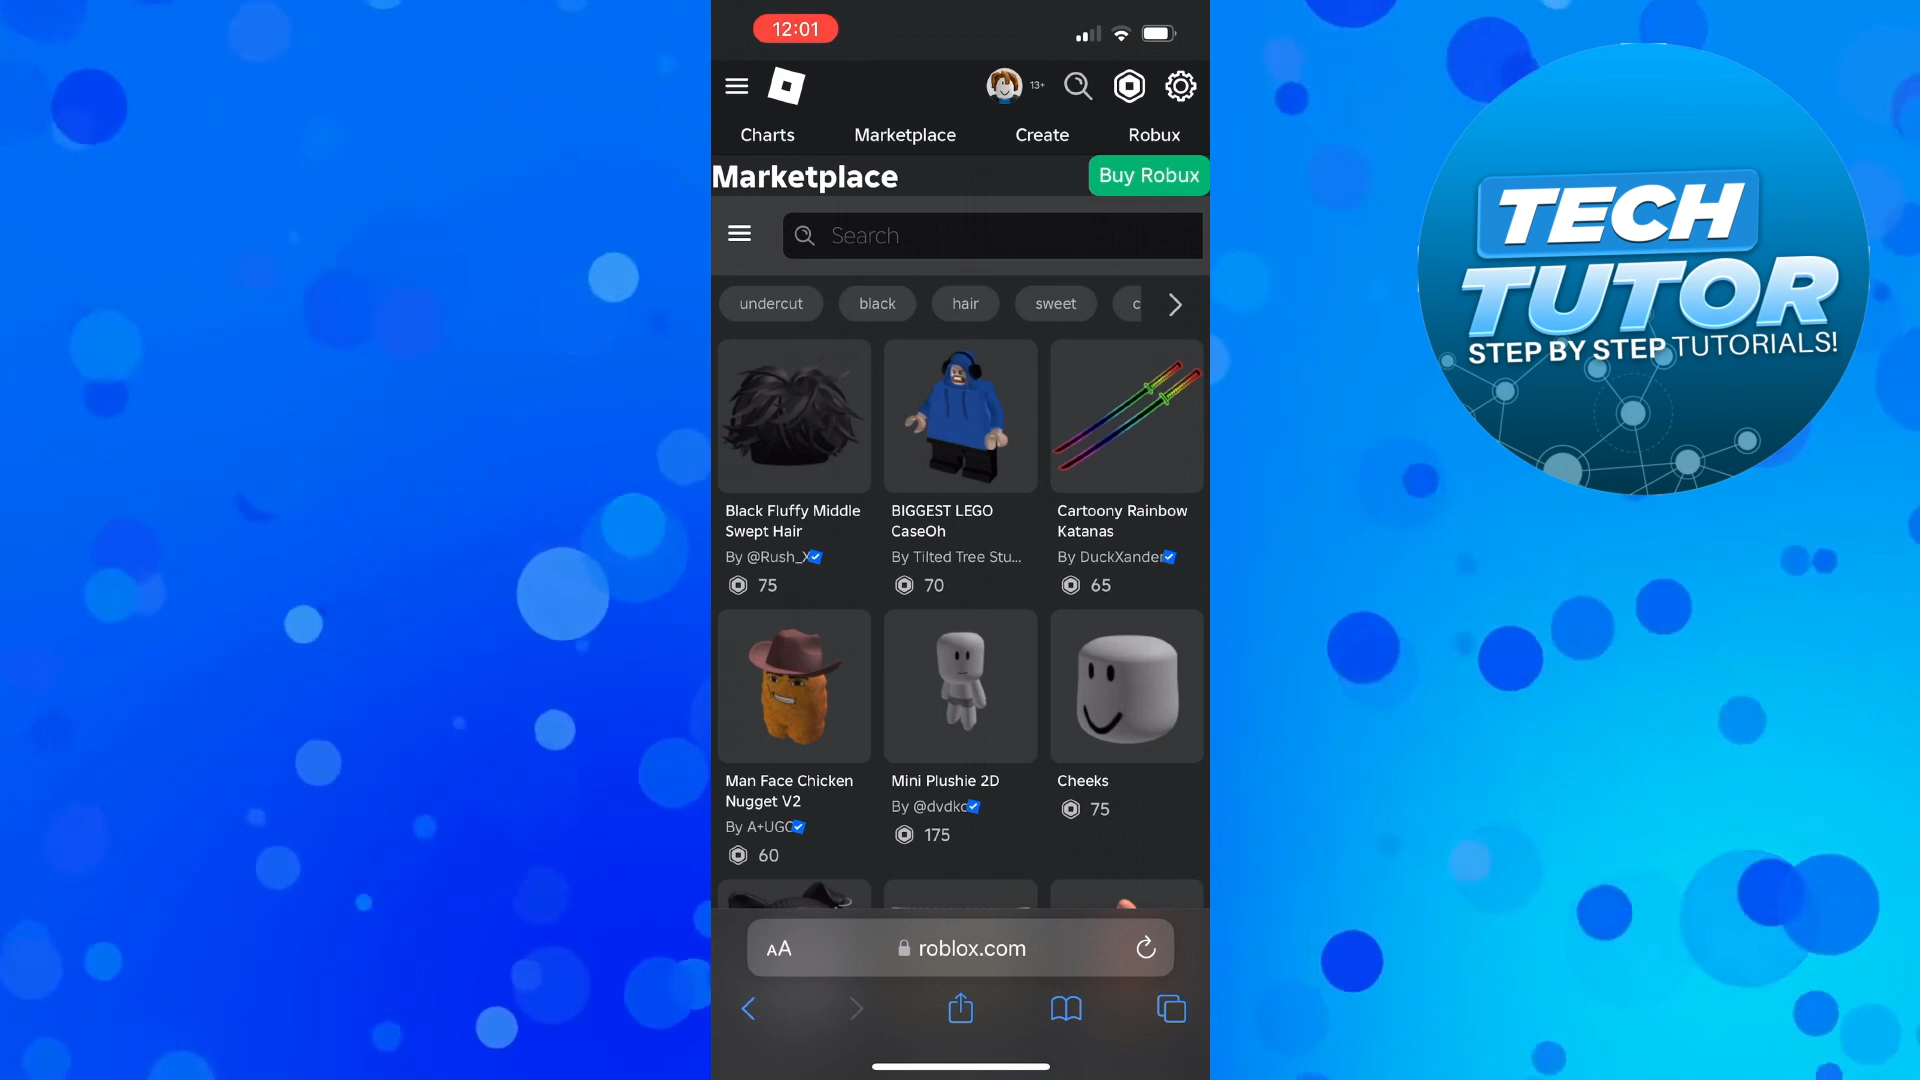 12:01
13+
Charts Marketplace Create Robux
Marketplace
Buy Robux
Search
undercut black hair sweet c
Black Fluffy Middle
Swept Hair
By @Rush_X
75
BIGGEST LEGO
CaseOh
By Tilted Tree Stu...
70
Cartoony Rainbow
Katanas
By DuckXander
65
Man Face Chicken
Nugget V2
By A+UGC
60
Mini Plushie 2D
By @dvdko
175
Cheeks
75
AA
roblox.com
TECH
TUTOR
STEP BY STEP TUTORIALS!